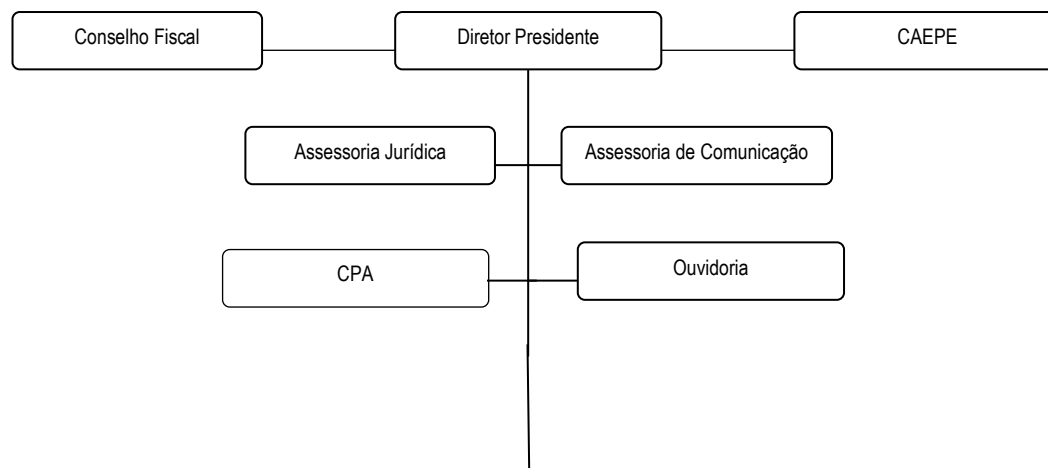 Conselho Fiscal
Diretor Presidente
CAEPE
Assessoria Jurídica
Assessoria de Comunicação
CPA
Ouvidoria